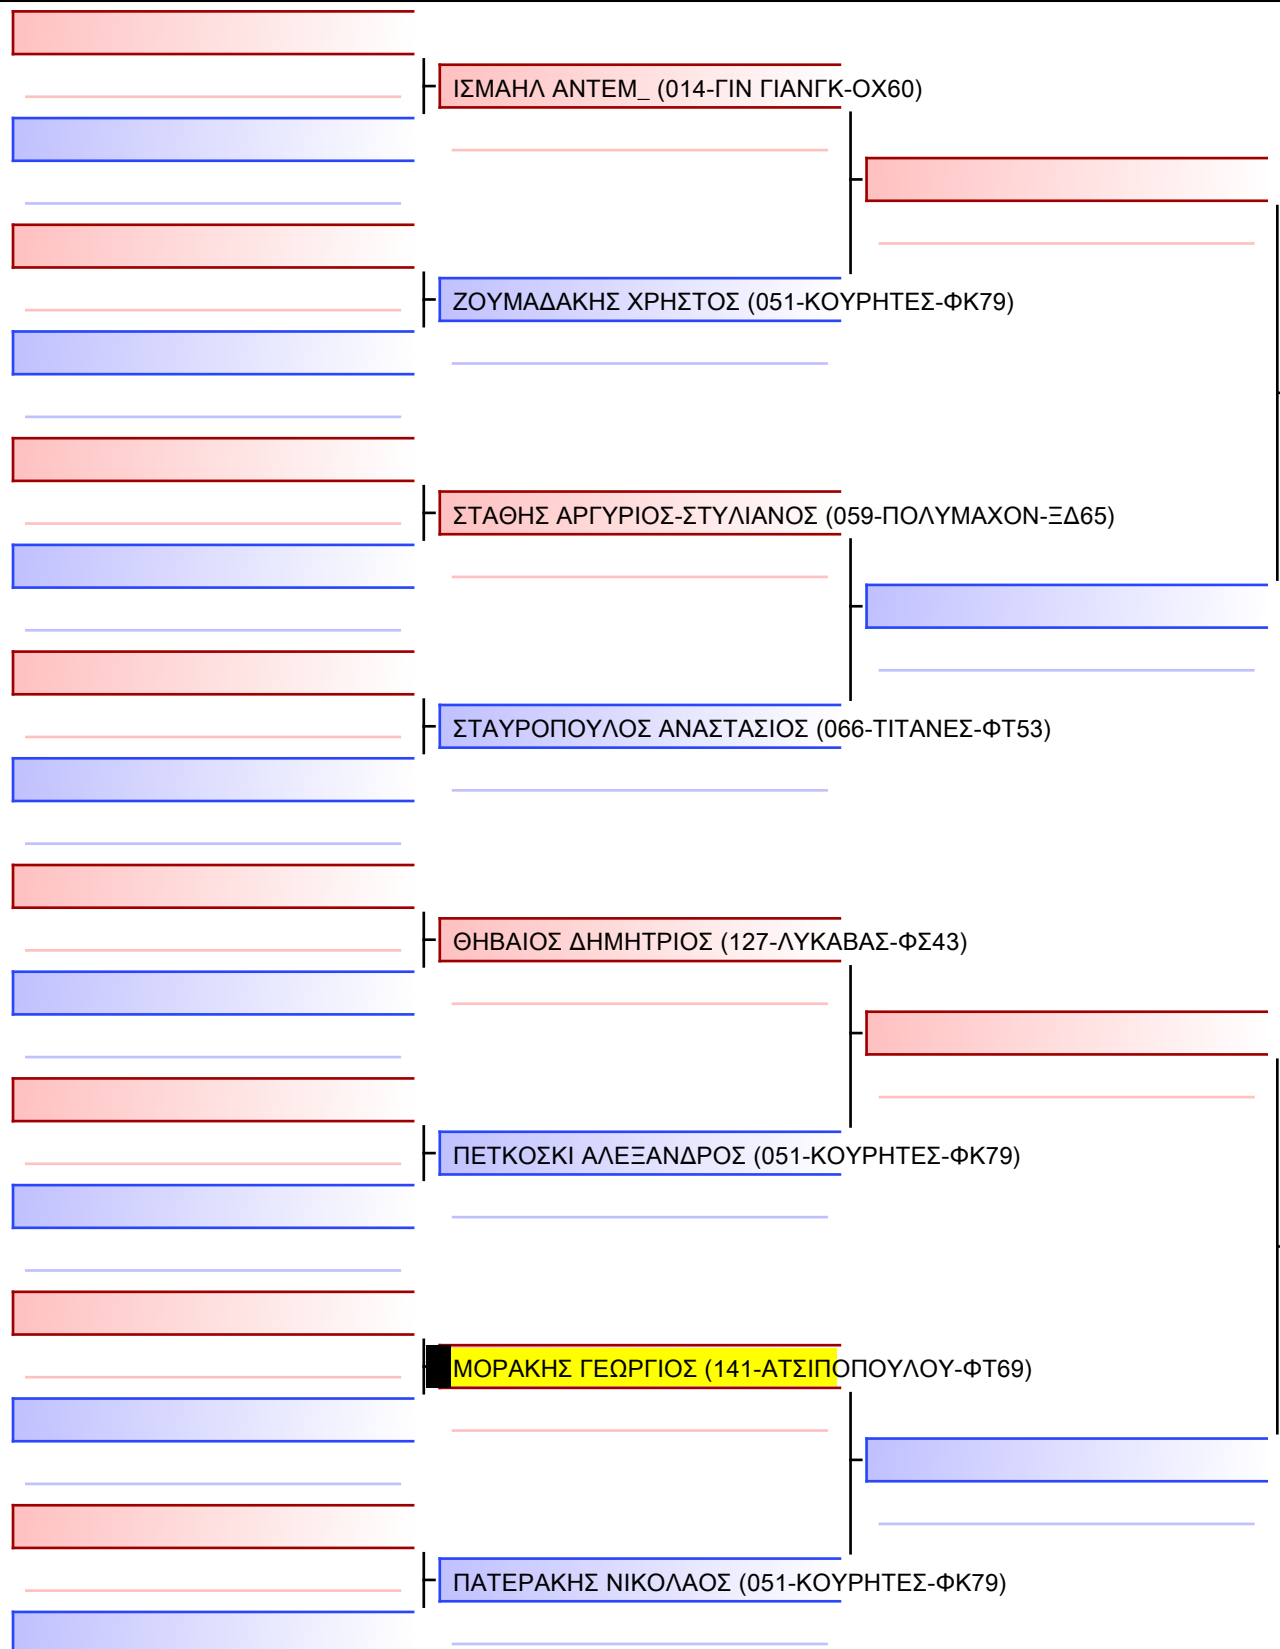 ΙΣΜΑΗΛ ΑΝΤΕΜ_ (014-ΓΙΝ ΓΙΑΝΓΚ-ΟΧ60)
ΖΟΥΜΑΔΑΚΗΣ ΧΡΗΣΤΟΣ (051-ΚΟΥΡΗΤΕΣ-ΦΚ79)
ΣΤΑΘΗΣ ΑΡΓΥΡΙΟΣ-ΣΤΥΛΙΑΝΟΣ (059-ΠΟΛΥΜΑΧΟΝ-ΞΔ65)
ΣΤΑΥΡΟΠΟΥΛΟΣ ΑΝΑΣΤΑΣΙΟΣ (066-ΤΙΤΑΝΕΣ-ΦΤ53)
ΘΗΒΑΙΟΣ ΔΗΜΗΤΡΙΟΣ (127-ΛΥΚΑΒΑΣ-ΦΣ43)
ΠΕΤΚΟΣΚΙ ΑΛΕΞΑΝΔΡΟΣ (051-ΚΟΥΡΗΤΕΣ-ΦΚ79)
ΜΟΡΑΚΗΣ ΓΕΩΡΓΙΟΣ (141-ΑΤΣΙΠΟΠΟΥΛΟΥ-ΦΤ69)
ΠΑΤΕΡΑΚΗΣ ΝΙΚΟΛΑΟΣ (051-ΚΟΥΡΗΤΕΣ-ΦΚ79)